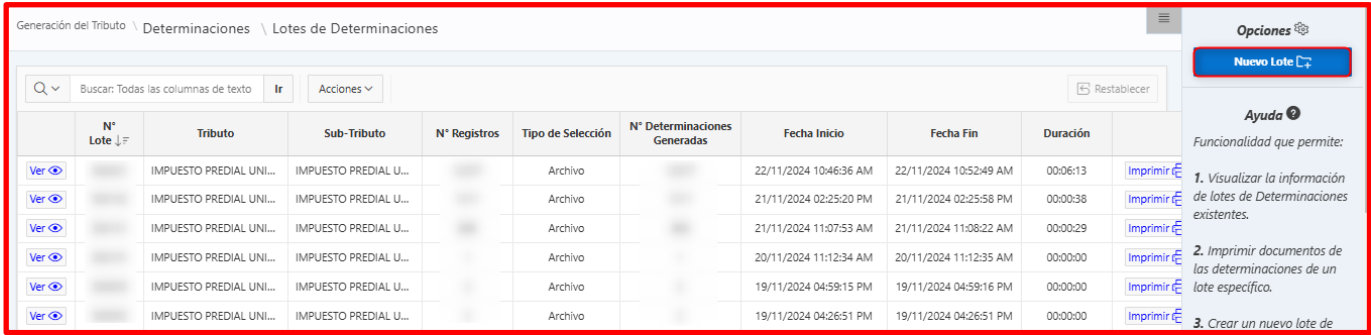 Generación del Tributo \ Determinaciones \ Lotes de Determinaciones
Buscar: Todas las columnas de texto Ir Acciones Restablecer
N° Lote Tributo Sub-Tributo N° Registros Tipo de Selección N° Determinaciones Generadas Fecha Inicio Fecha Fin Duración
Ver IMPUESTO PREDIAL UNI... IMPUESTO PREDIAL U... Archivo 22/11/2024 10:46:36 AM 22/11/2024 10:52:49 AM 00:06:13 Imprimir
Ver IMPUESTO PREDIAL UNI... IMPUESTO PREDIAL U... Archivo 21/11/2024 02:25:20 PM 21/11/2024 02:25:58 PM 00:00:38 Imprimir
Ver IMPUESTO PREDIAL UNI... IMPUESTO PREDIAL U... Archivo 21/11/2024 11:07:53 AM 21/11/2024 11:08:22 AM 00:00:29 Imprimir
Ver IMPUESTO PREDIAL UNI... IMPUESTO PREDIAL U... Archivo 20/11/2024 11:12:34 AM 20/11/2024 11:12:35 AM 00:00:00 Imprimir
Ver IMPUESTO PREDIAL UNI... IMPUESTO PREDIAL U... Archivo 19/11/2024 04:59:15 PM 19/11/2024 04:59:16 PM 00:00:00 Imprimir
Ver IMPUESTO PREDIAL UNI... IMPUESTO PREDIAL U... Archivo 19/11/2024 04:26:51 PM 19/11/2024 04:26:51 PM 00:00:00 Imprimir
Opciones
Nuevo Lote
Ayuda
Funcionalidad que permite:
1. Visualizar la información
de lotes de Determinaciones
existentes.
2. Imprimir documentos de
las determinaciones de un
lote específico.
3. Crear un nuevo lote de